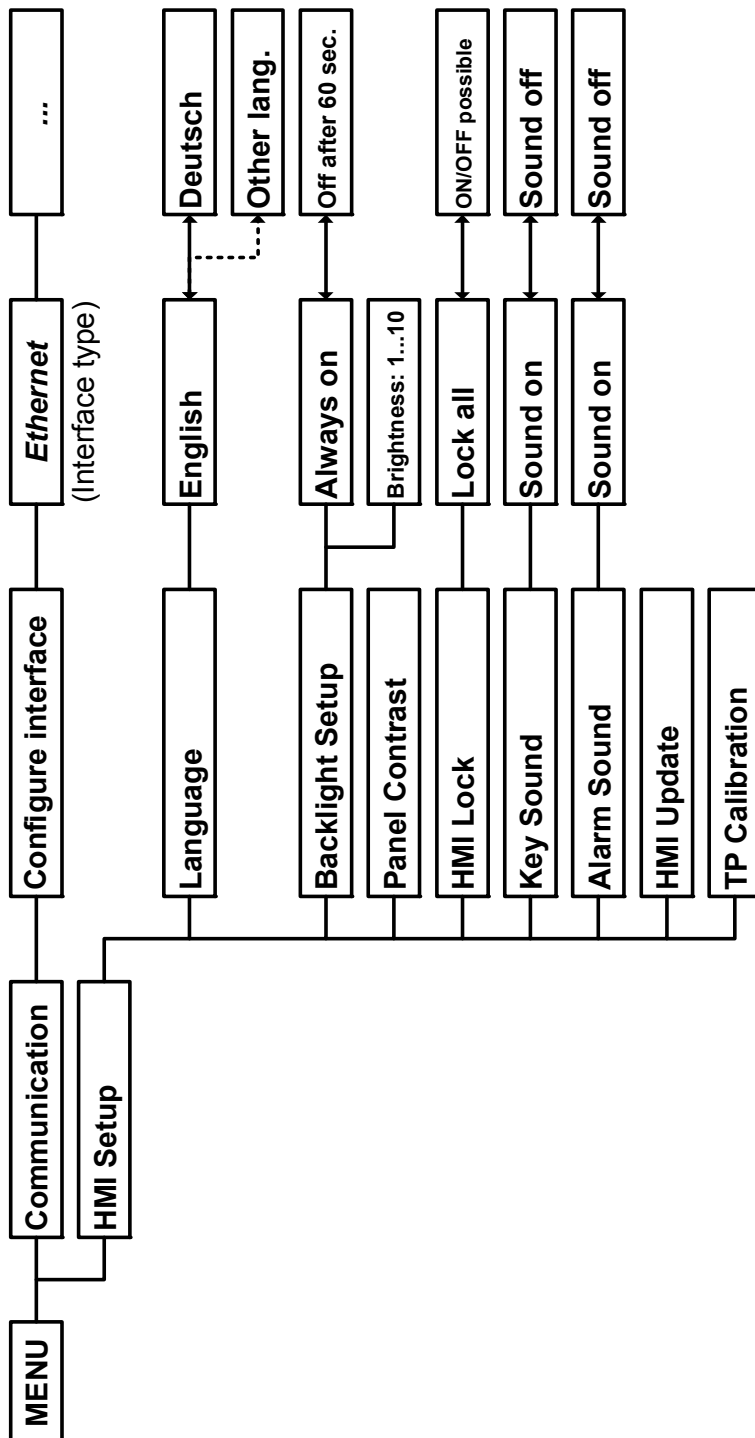 MENU
Communication
Configure interface
Ethernet
(Interface type)
...
HMI Setup
Language
English
Deutsch
Other lang.
Backlight Setup
Always on
Off after 60 sec.
Brightness: 1...10
Panel Contrast
HMI Lock
Lock all
ON/OFF possible
Key Sound
Sound on
Sound off
Alarm Sound
Sound on
Sound off
HMI Update
TP Calibration